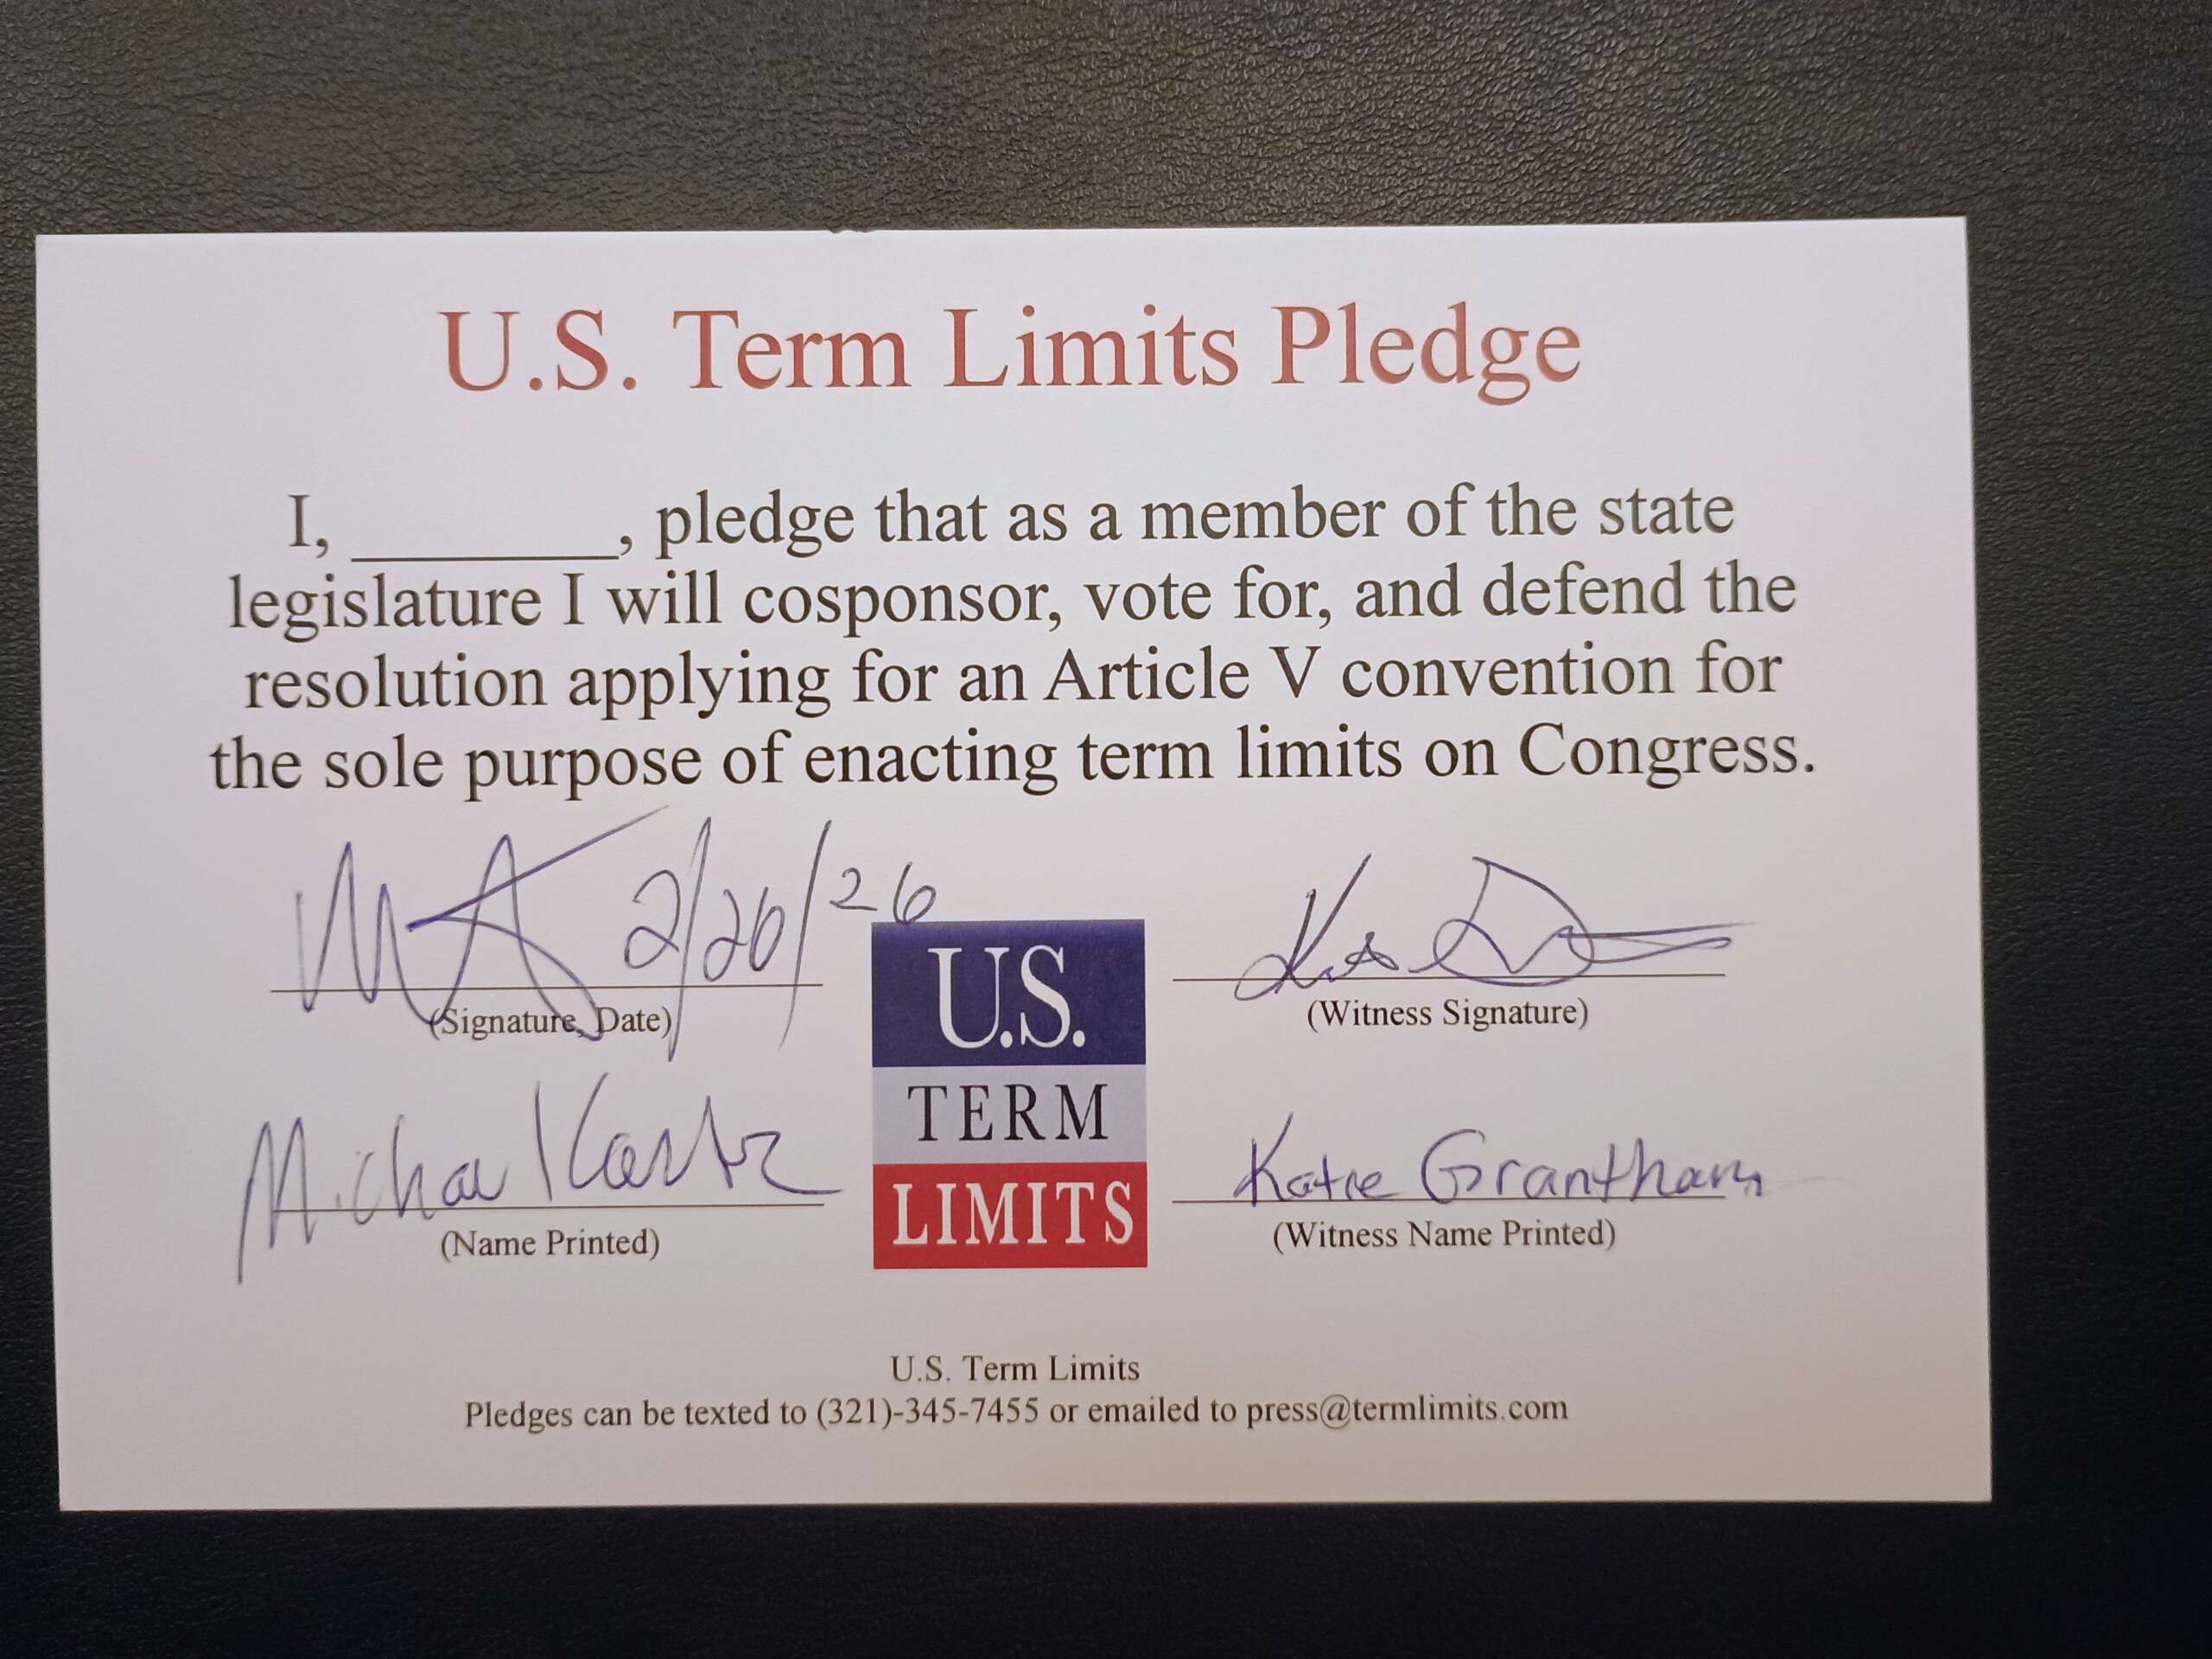 U.S. Term Limits Pledge
I, ________, pledge that as a member of the state
legislature I will cosponsor, vote for, and defend the
resolution applying for an Article V convention for
the sole purpose of enacting term limits on Congress.
2/20/26
(Signature, Date)
(Witness Signature)
Michael
(Name Printed)
U.S.
TERM
LIMITS
Katie Grantham
(Witness Name Printed)
U.S. Term Limits
Pledges can be texted to (321)-345-7455 or emailed to press@termlimits.com